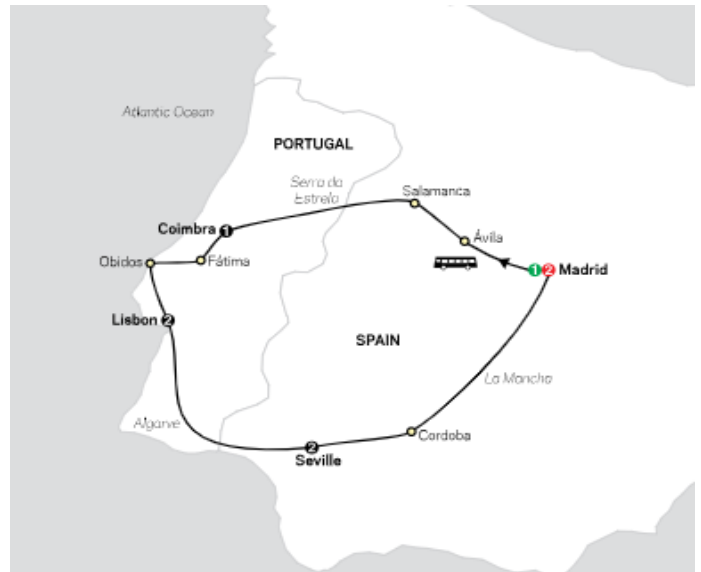 Atlantic Ocean
PORTUGAL
Serra da
Estrela
Salamanca
Coimbra 1
Ávila
Obidos
Fátima
1 2 Madrid
Lisbon 2
SPAIN
La Mancha
Algarve
Cordoba
2
Seville